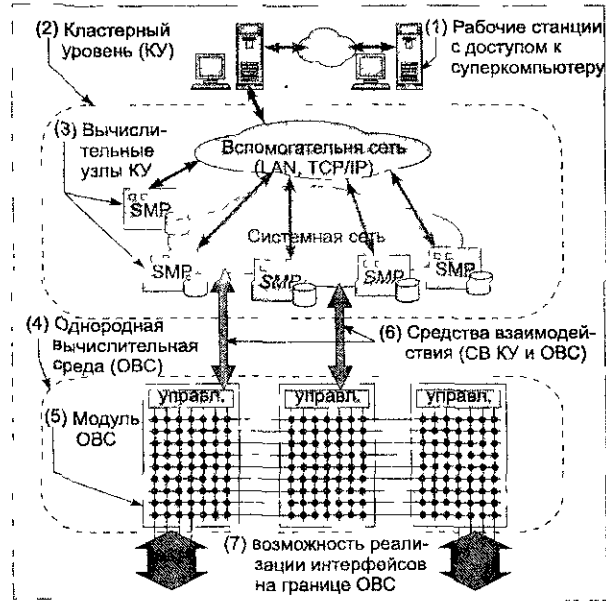 (2) Кластерный
уровень (КУ)
(1) Рабочие станции
с доступом к
суперкомпьютеру
(3) Вычисли-
тельные
узлы КУ
Вспомогательня сеть
(LAN, TCP/IP)
SMP
Системная сеть
SMP
SMP
SMP
SMP
(4) Однородная
вычислительная
среда (ОВС)
(6) Средства взаимодей-
ствия (СВ КУ и ОВС)
управл.
управл.
управл.
(5) Модуль
ОВС
(7) возможность реали-
зации интерфейсов
на границе ОВС